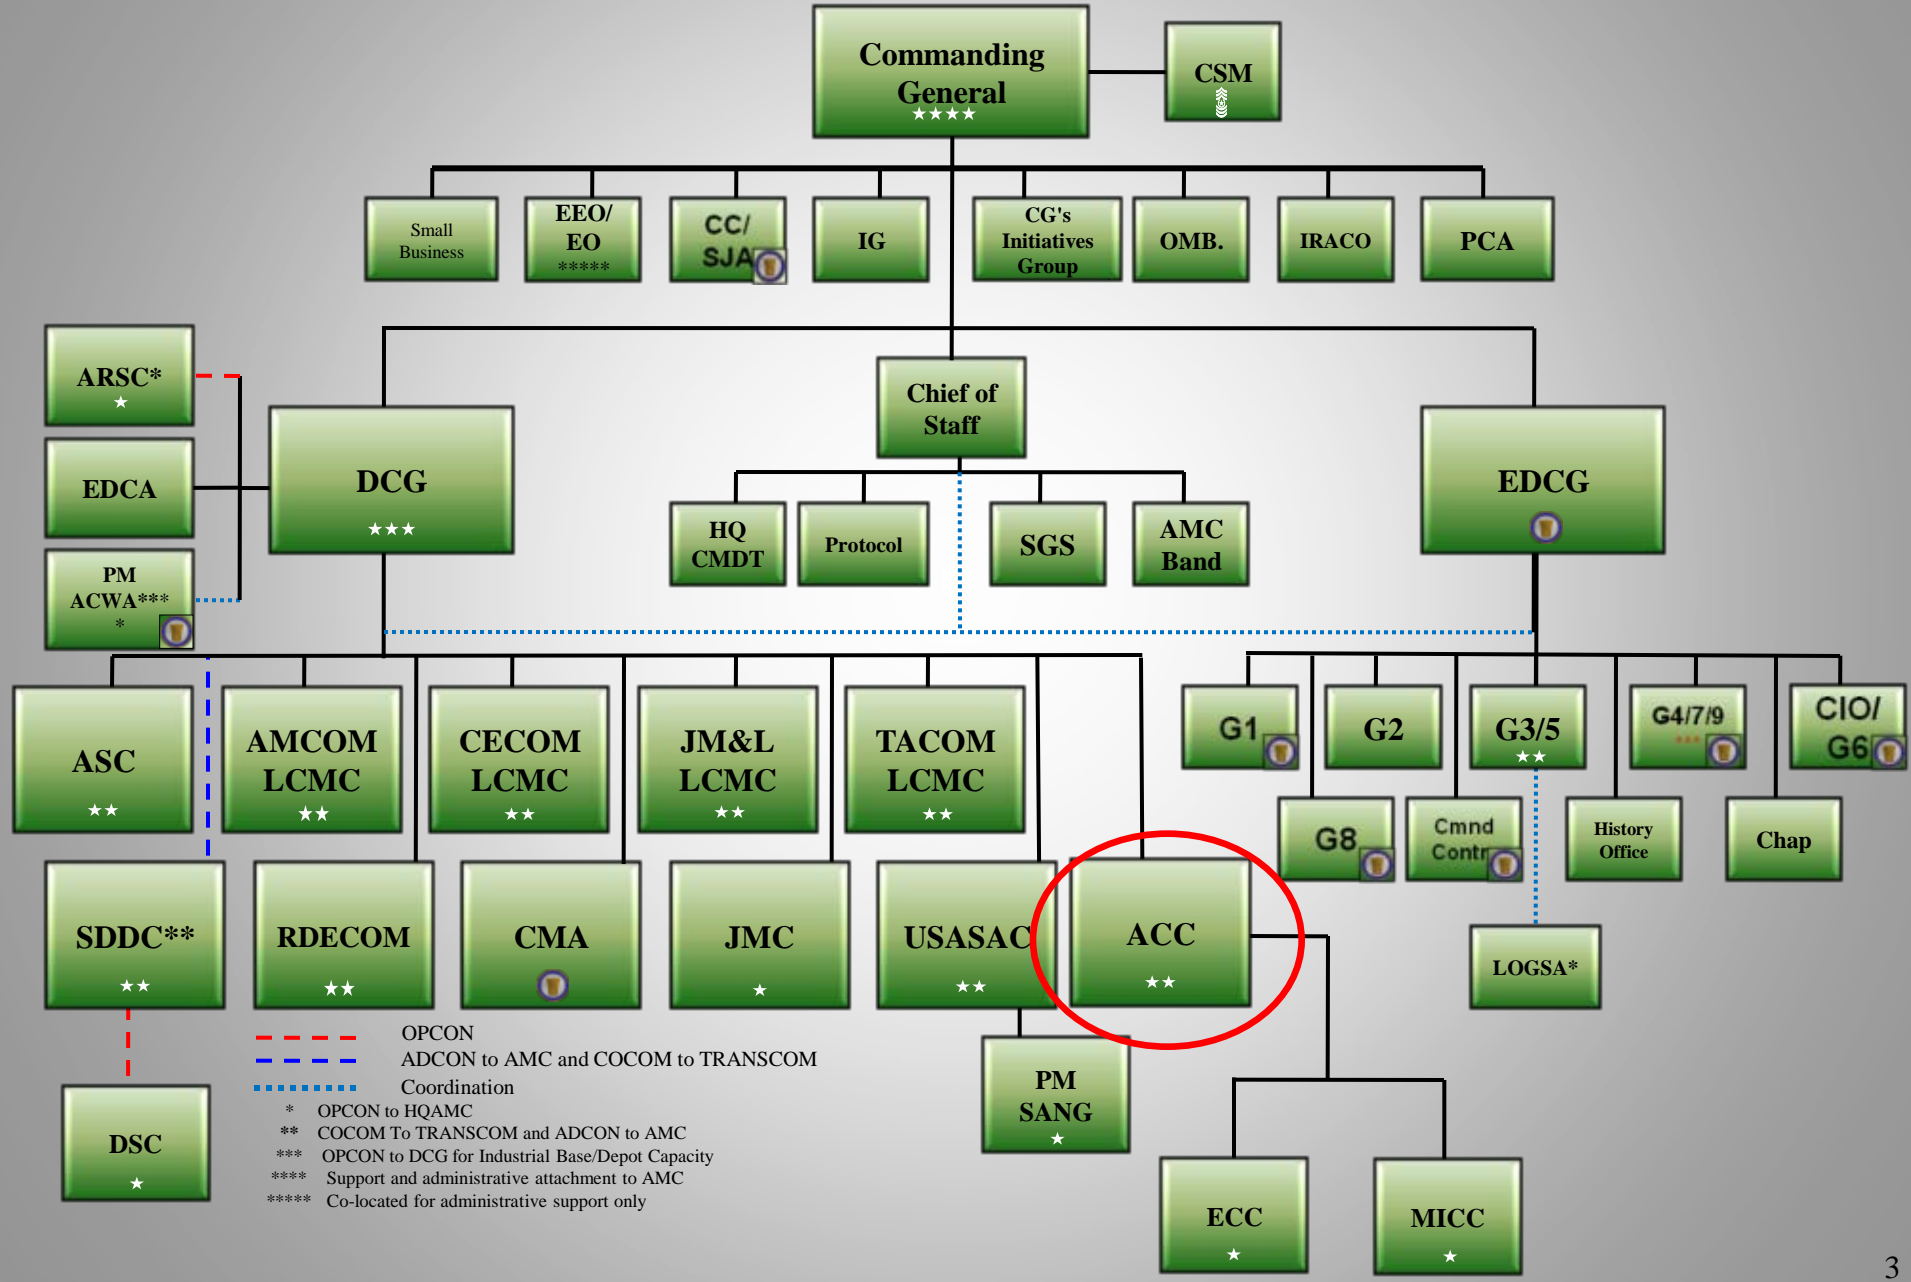 Commanding
General
CSM
Small
Business
EEO/
EO
*****
CC/
SJA
IG
CG's
Initiatives
Group
OMB.
IRACO
PCA
ARSC*
EDCA
PM
ACWA***
*
DCG
Chief of
Staff
EDCG
HQ
CMDT
Protocol
SGS
AMC
Band
ASC
AMCOM
LCMC
CECOM
LCMC
JM&L
LCMC
TACOM
LCMC
G1
G2
G3/5
G4/7/9
***
CIO/
G6
G8
Cmnd
Contr
History
Office
Chap
SDDC**
RDECOM
CMA
JMC
USASAC
ACC
LOGSA*
OPCON
ADCON to AMC and COCOM to TRANSCOM
Coordination
* OPCON to HQAMC
** COCOM To TRANSCOM and ADCON to AMC
*** OPCON to DCG for Industrial Base/Depot Capacity
**** Support and administrative attachment to AMC
***** Co-located for administrative support only
DSC
PM
SANG
ECC
MICC
3